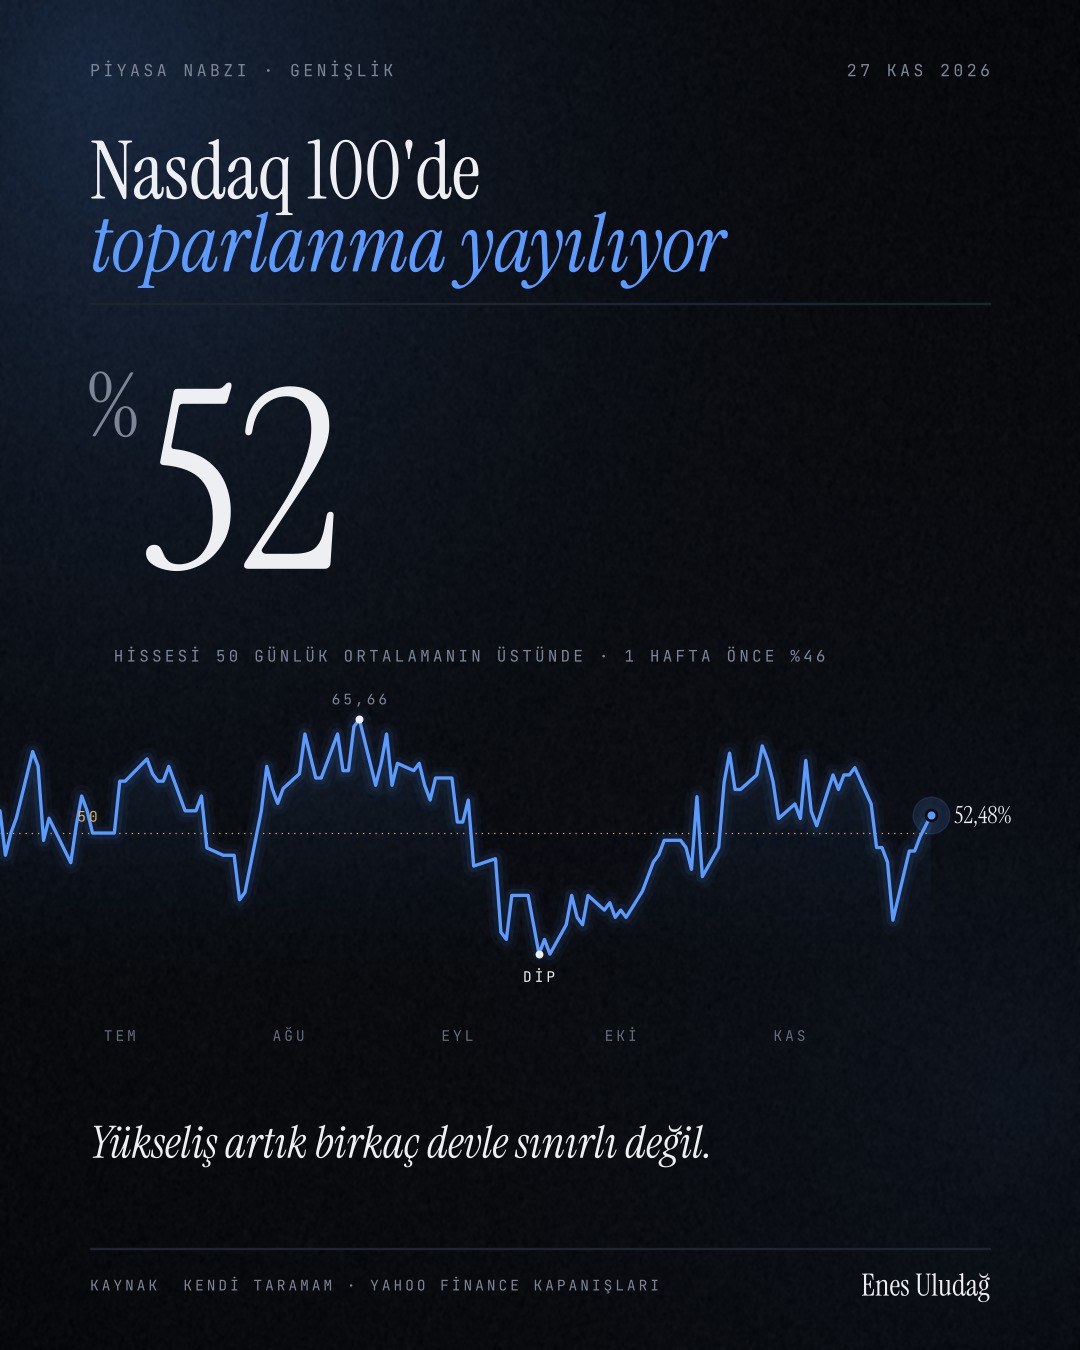 PİYASA NABZI · GENİŞLİK
27 KAS 2026
Nasdaq 100'de
toparlanma yayılıyor
%52
HİSSESİ 50 GÜNLÜK ORTALAMANIN ÜSTÜNDE · 1 HAFTA ÖNCE %46
65,66
50
52,48%
DİP
TEM AĞU EYL EKİ KAS
Yükseliş artık birkaç devle sınırlı değil.
KAYNAK KENDİ TARAMAM · YAHOO FİNANCE KAPANIŞLARI
Enes Uludağ